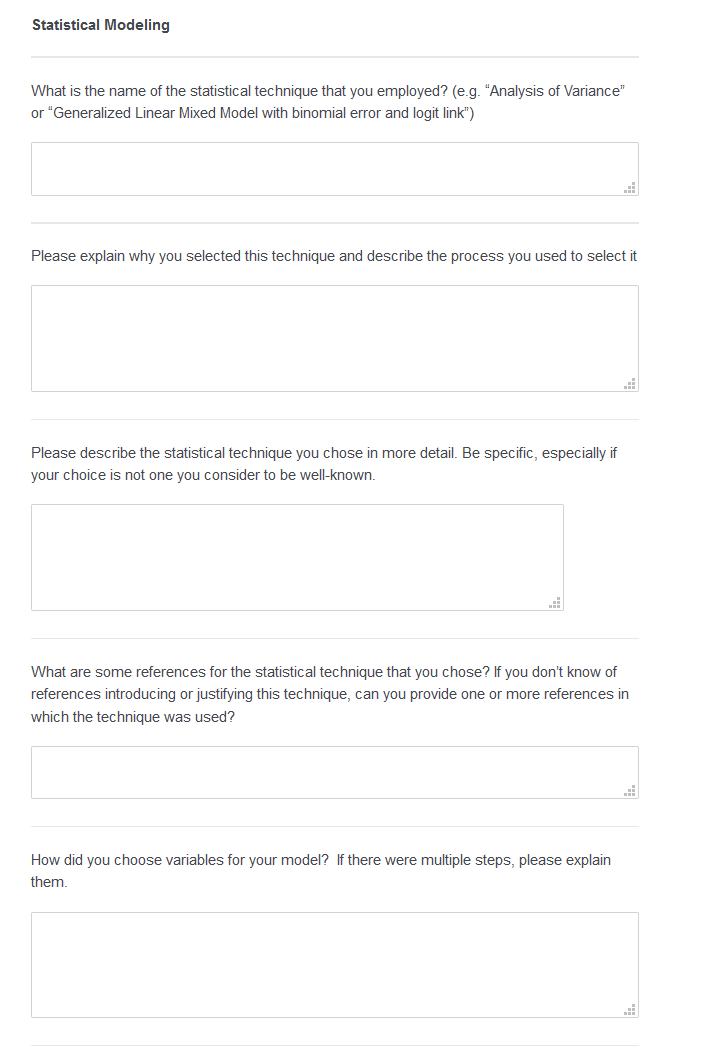 Statistical Modeling
What is the name of the statistical technique that you employed? (e.g. “Analysis of Variance”
or “Generalized Linear Mixed Model with binomial error and logit link”)
Please explain why you selected this technique and describe the process you used to select it
Please describe the statistical technique you chose in more detail. Be specific, especially if
your choice is not one you consider to be well-known.
What are some references for the statistical technique that you chose? If you don’t know of
references introducing or justifying this technique, can you provide one or more references in
which the technique was used?
How did you choose variables for your model?  If there were multiple steps, please explain
them.